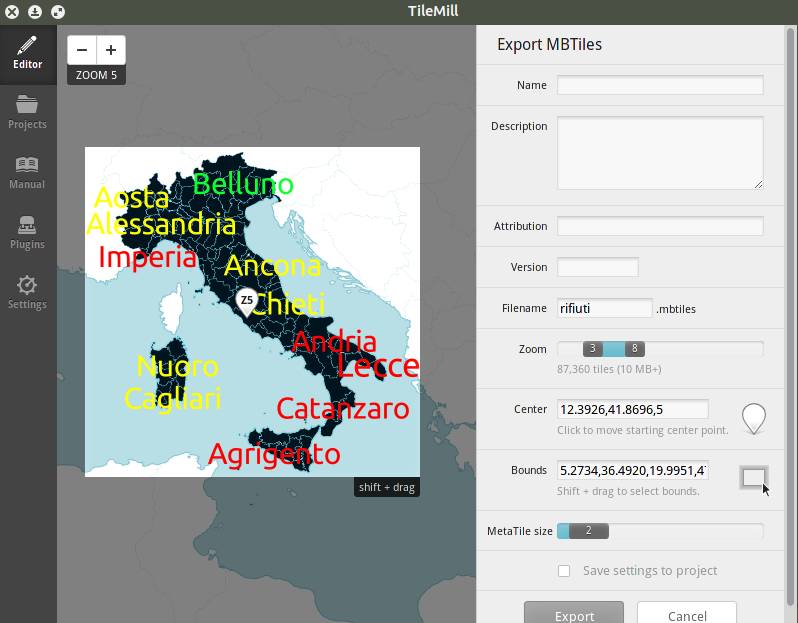 TileMill
Editor
Projects
Manual
Plugins
Settings
ZOOM 5
Belluno
Aosta
Alessandria
Imperia
Ancona
Z5
Chieti
Andria
Lecce
Nuoro
Cagliari
Catanzaro
Agrigento
shift + drag
Export MBTiles
Name
Description
Attribution
Version
Filename rifiuti .mbtiles
Zoom 3 8
87,360 tiles (10 MB+)
Center 12.3926,41.8696,5
Click to move starting center point.
Bounds 5.2734,36.4920,19.9951,4
Shift + drag to select bounds.
MetaTile size 2
Save settings to project
Export Cancel